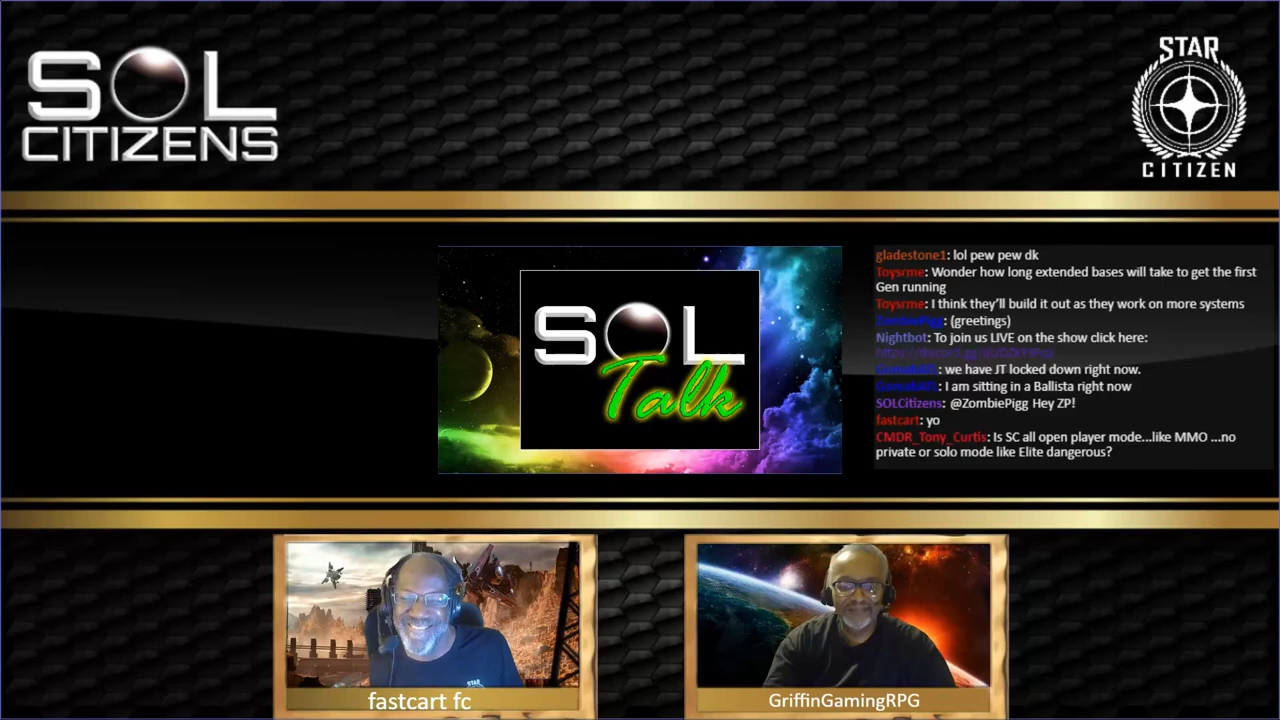 SOL
CITIZENS
STAR
CITIZEN
SOL
Talk
gladestone1: lol pew pew dk
Toysrme: Wonder how long extended bases will take to get the first
Gen running
Toysrme: I think they'll build it out as they work on more systems
ZombiePigg: (greetings)
Nightbot: To join us LIVE on the show click here:
: we have JT locked down right now.
: I am sitting in a Ballista right now
SOLCitizens: @ZombiePigg Hey ZP!
fastcart: yo
CMDR_Tony_Curtis: Is SC all open player mode...like MMO ...no
private or solo mode like Elite dangerous?
STAR
fastcart fc
GriffinGamingRPG